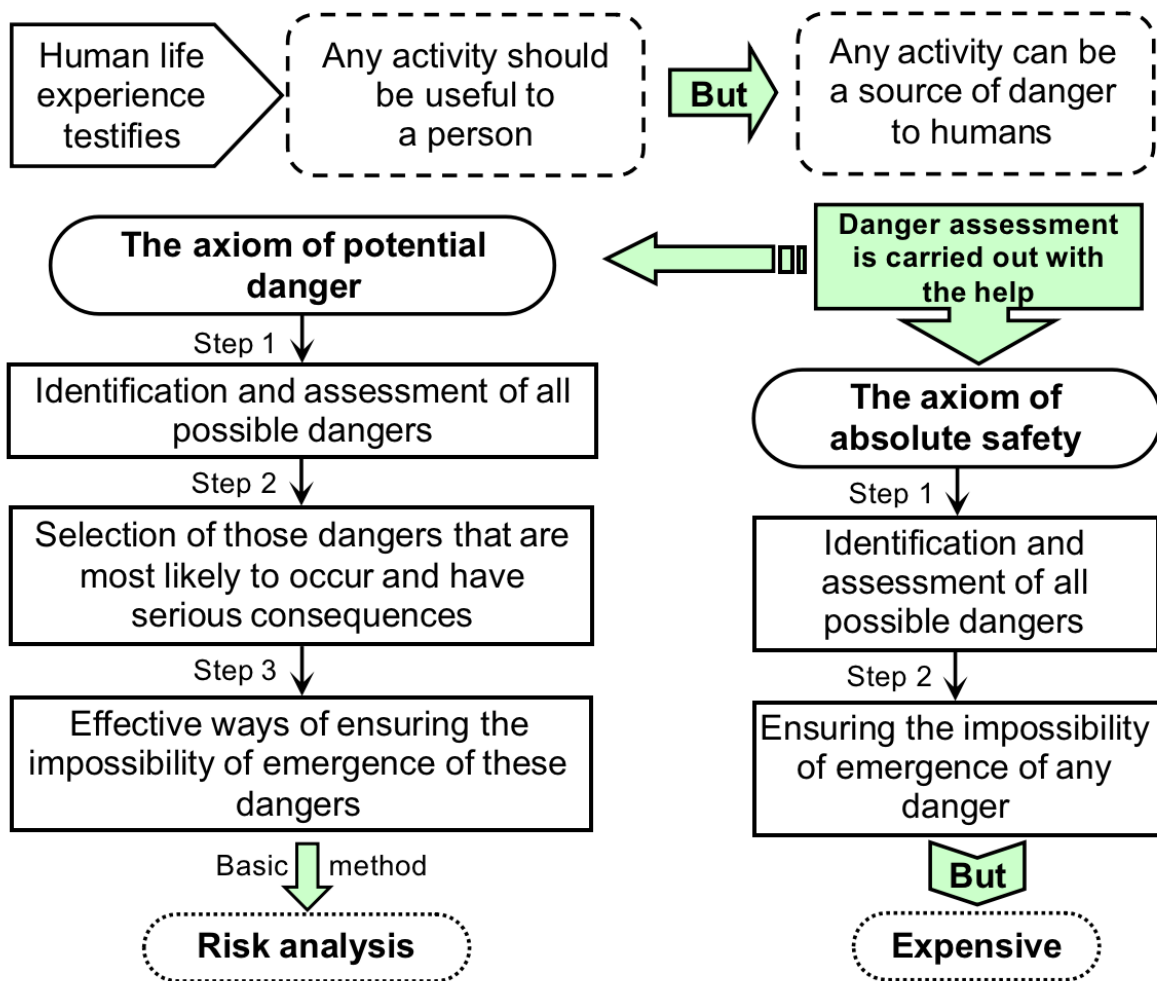 Human life
experience
testifies
Any activity should
be useful to
a person
But
Any activity can be
a source of danger
to humans
Danger assessment
is carried out with
the help
The axiom of potential
danger
Step 1
Identification and assessment of all
possible dangers
Step 2
Selection of those dangers that are
most likely to occur and have
serious consequences
Step 3
Effective ways of ensuring the
impossibility of emergence of these
dangers
Basic method
Risk analysis
The axiom of
absolute safety
Step 1
Identification and
assessment of all
possible dangers
Step 2
Ensuring the impossibility
of emergence of any
danger
But
Expensive